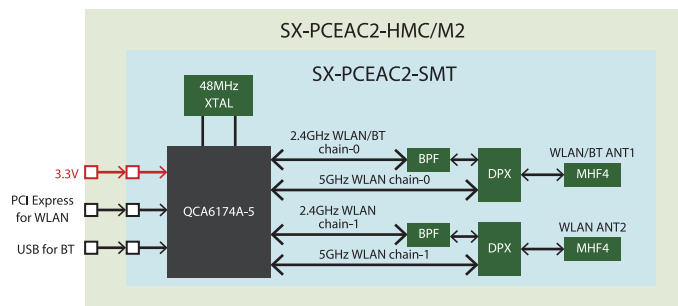 SX-PCEAC2-HMC/M2
SX-PCEAC2-SMT
48MHz
XTAL
2.4GHz WLAN/BT
chain-0
BPF
WLAN/BT ANT1
3.3V
DPX
MHF4
5GHz WLAN chain-0
PCI Express
for WLAN
QCA6174A-5
2.4GHz WLAN
chain-1
BPF
WLAN ANT2
USB for BT
DPX
MHF4
5GHz WLAN chain-1